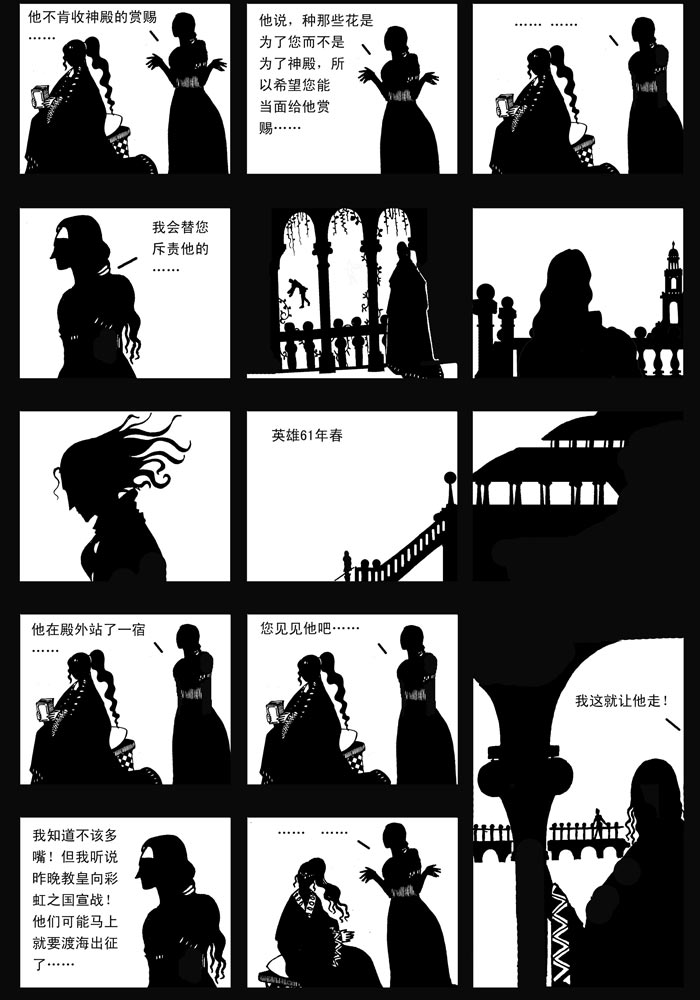 他不肯收神殿的赏赐
……
他说，种那些花是
为了您而不是
为了神殿，所
以希望您能
当面给他赏
赐……
…… ……
我会替您
斥责他的
……
英雄61年春
他在殿外站了一宿
……
您见见他吧……
我这就让他走！
我知道不该多
嘴！但我听说
昨晚教皇向彩
虹之国宣战！
他们可能马上
就要渡海出征
了……
…… ……